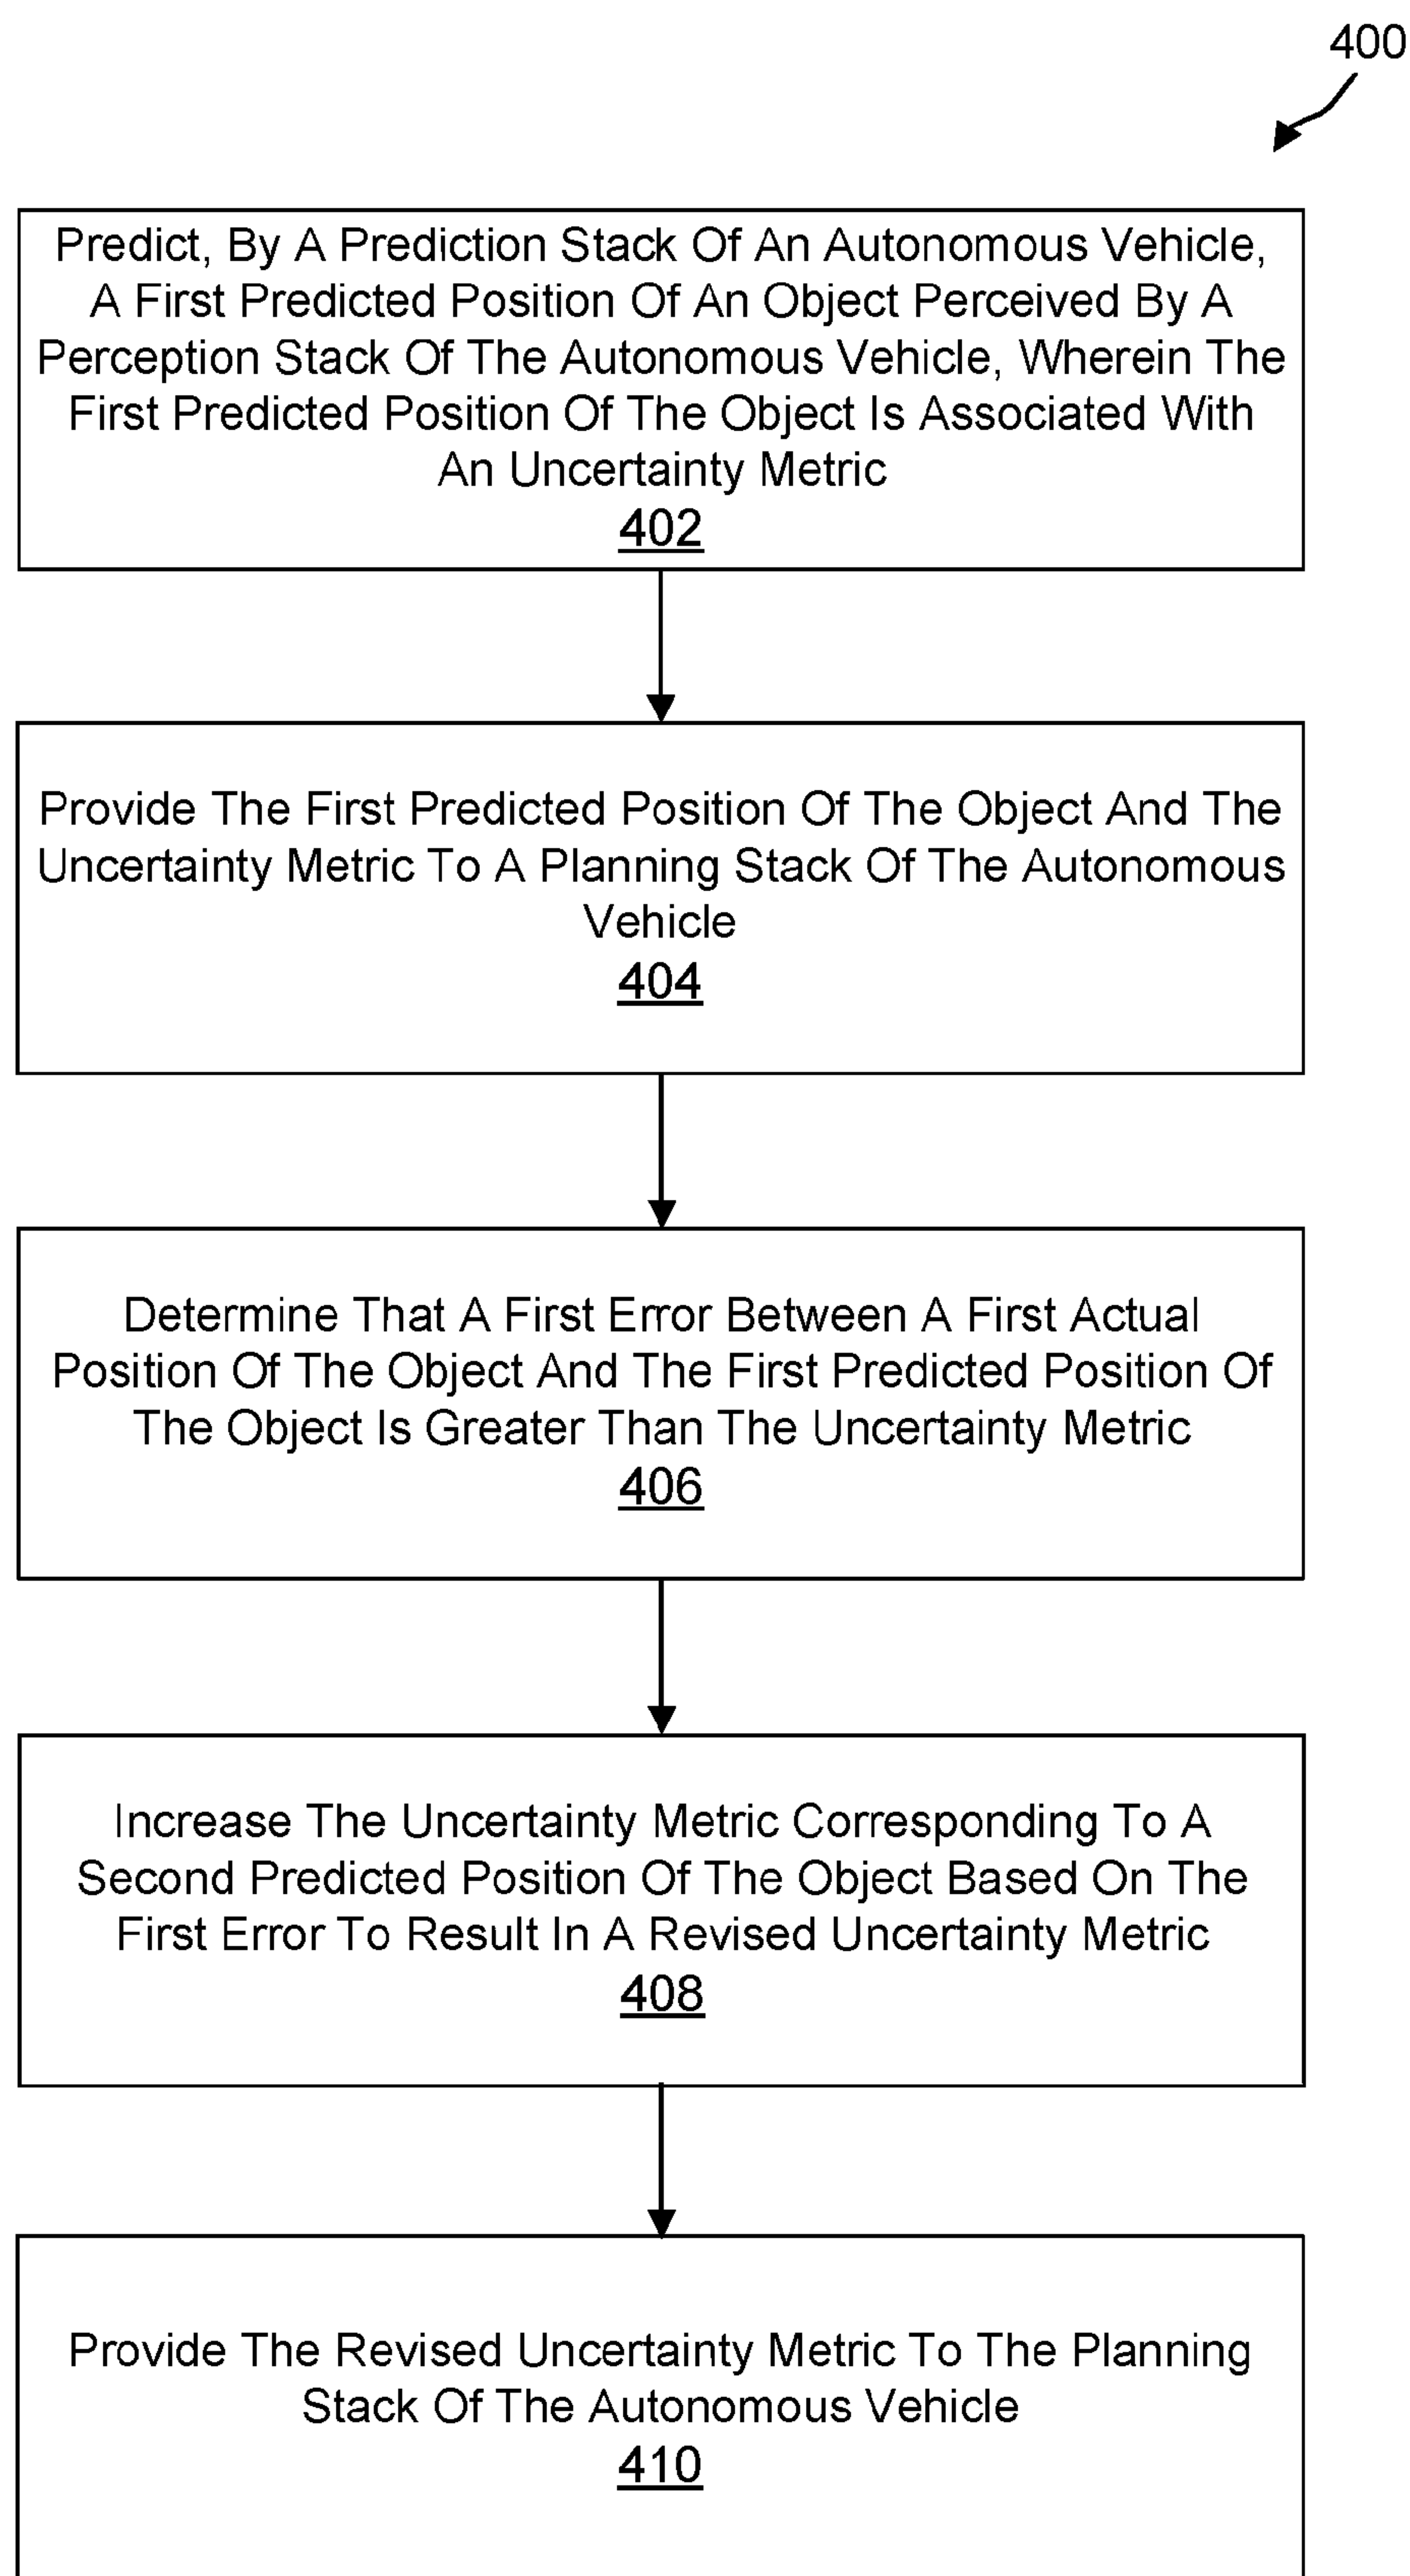 400
Predict, By A Prediction Stack Of An Autonomous Vehicle,
A First Predicted Position Of An Object Perceived By A
Perception Stack Of The Autonomous Vehicle, Wherein The
First Predicted Position Of The Object Is Associated With
An Uncertainty Metric
402
Provide The First Predicted Position Of The Object And The
Uncertainty Metric To A Planning Stack Of The Autonomous
Vehicle
404
Determine That A First Error Between A First Actual
Position Of The Object And The First Predicted Position Of
The Object Is Greater Than The Uncertainty Metric
406
Increase The Uncertainty Metric Corresponding To A
Second Predicted Position Of The Object Based On The
First Error To Result In A Revised Uncertainty Metric
408
Provide The Revised Uncertainty Metric To The Planning
Stack Of The Autonomous Vehicle
410